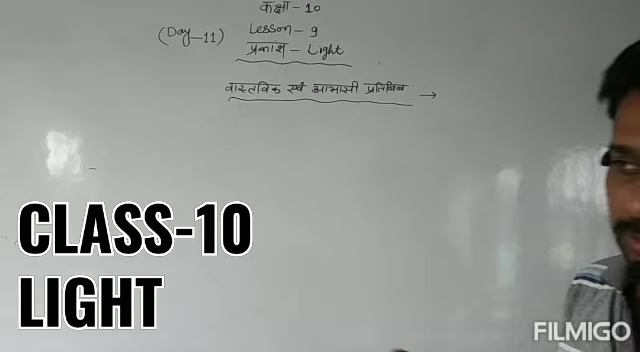 कक्षा - 10
(Day-11) Lesson - 9
प्रकाश - Light
वास्तविक एवं आभासी प्रतिबिंब →
CLASS-10
LIGHT
FILMIGO